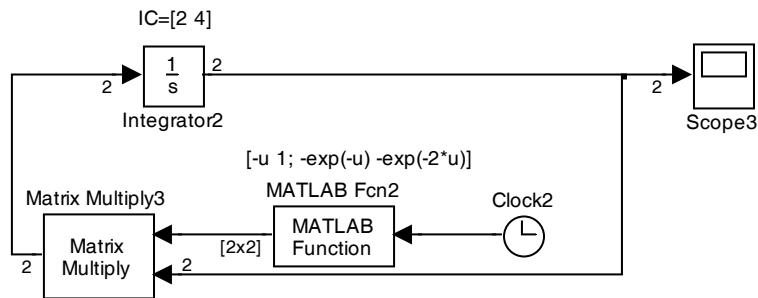 IC=[2 4]
1
s
2
2
2
Integrator2
Scope3
[-u 1; -exp(-u) -exp(-2*u)]
MATLAB Fcn2
Clock2
Matrix Multiply3
MATLAB
Function
[2x2]
Matrix
Multiply
2
2